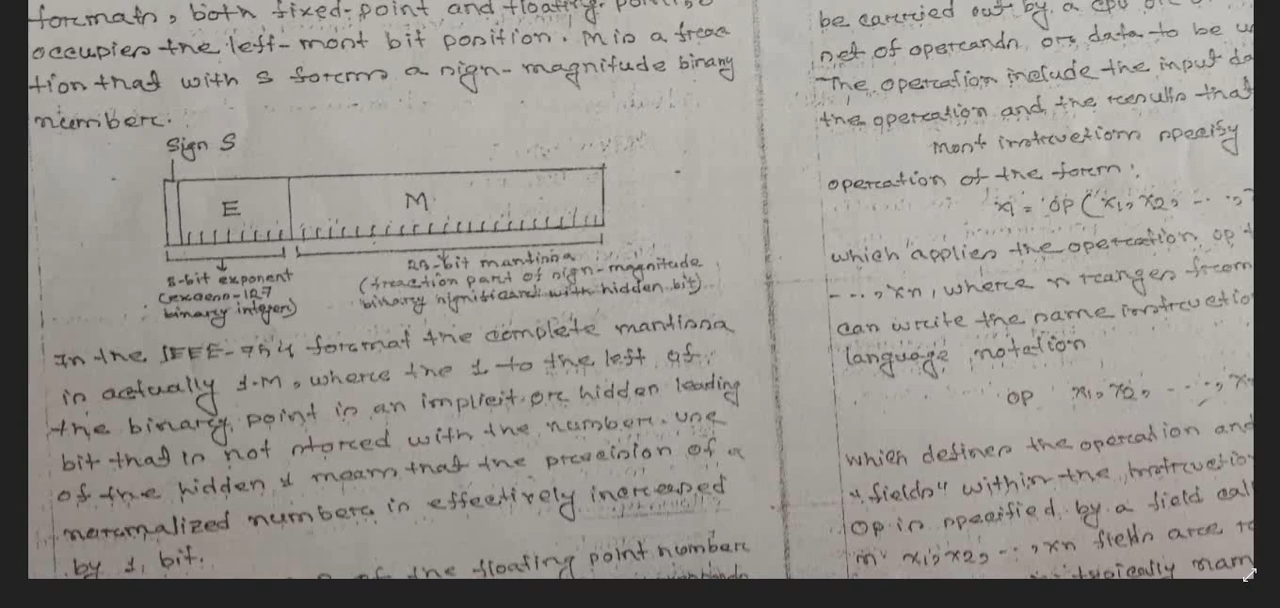 formats, both fixed-point and floating-point, so
occupies the left-most bit position. M is a frac
tion that with S forms a sign-magnitude binary
number.
Sign S
E
M
8-bit exponent
(excess-127
binary integer)
23-bit mantissa
(fraction part of sign-magnitude
binary significand with hidden bit)
In the IEEE-754 format the complete mantissa
is actually 1.M, where the 1 to the left of
the binary point is an implicit or hidden leading
bit that is not stored with the number. Use
of the hidden 1 means that the precision of a
normalized numbers is effectively increased
by 1 bit.
of the floating point number
be carried out by a CPU
set of operands or data to be
The operation include the input
the operation and the results that
Most instructions specify
operation of the form:
x1 = op (x1, x2, ....,
which applies the operation op
...., xn, where n ranges from
can write the same
language notation
op x1, x2, ....,
which defines the operation and
"fields" within the
op is specified by a field
x1, x2, ..., xn fields are
typically